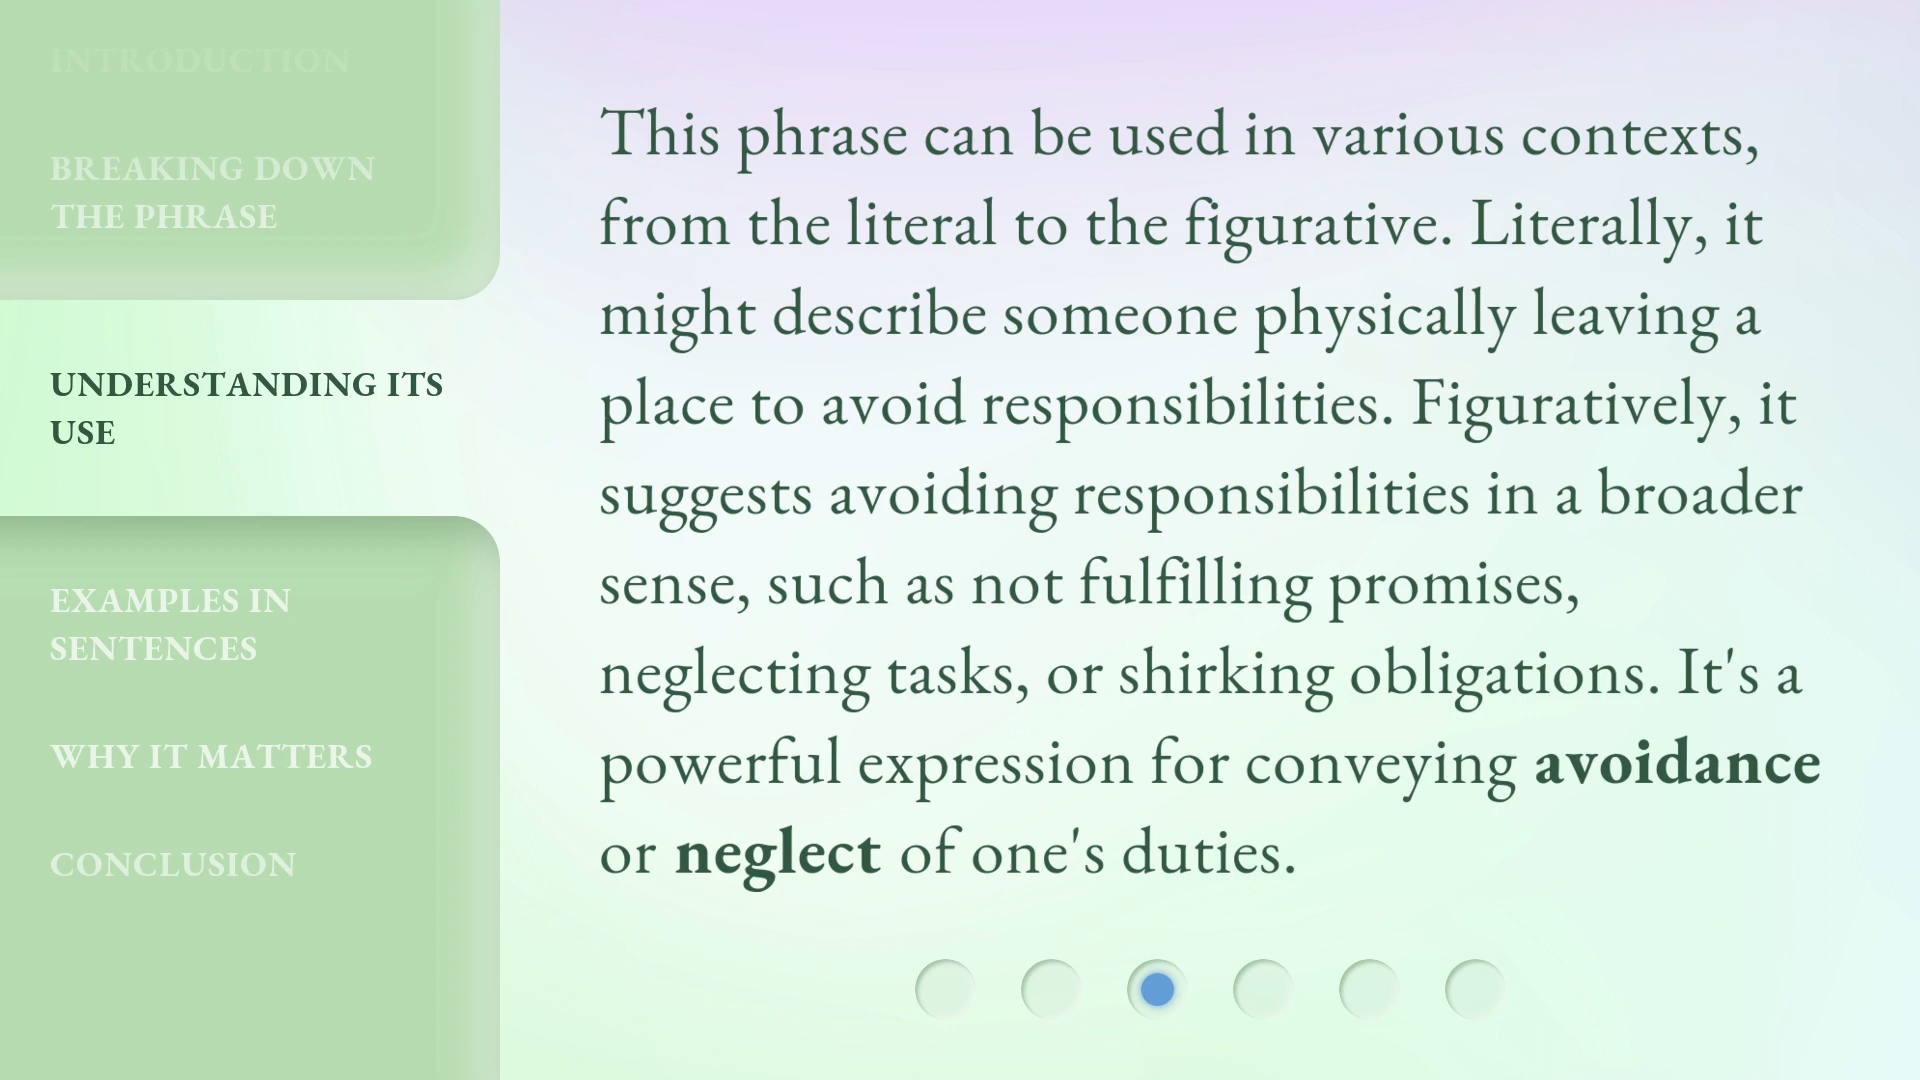 INTRODUCTION
BREAKING DOWN
THE PHRASE
UNDERSTANDING ITS
USE
EXAMPLES IN
SENTENCES
WHY IT MATTERS
CONCLUSION
This phrase can be used in various contexts,
from the literal to the figurative. Literally, it
might describe someone physically leaving a
place to avoid responsibilities. Figuratively, it
suggests avoiding responsibilities in a broader
sense, such as not fulfilling promises,
neglecting tasks, or shirking obligations. It's a
powerful expression for conveying avoidance
or neglect of one's duties.